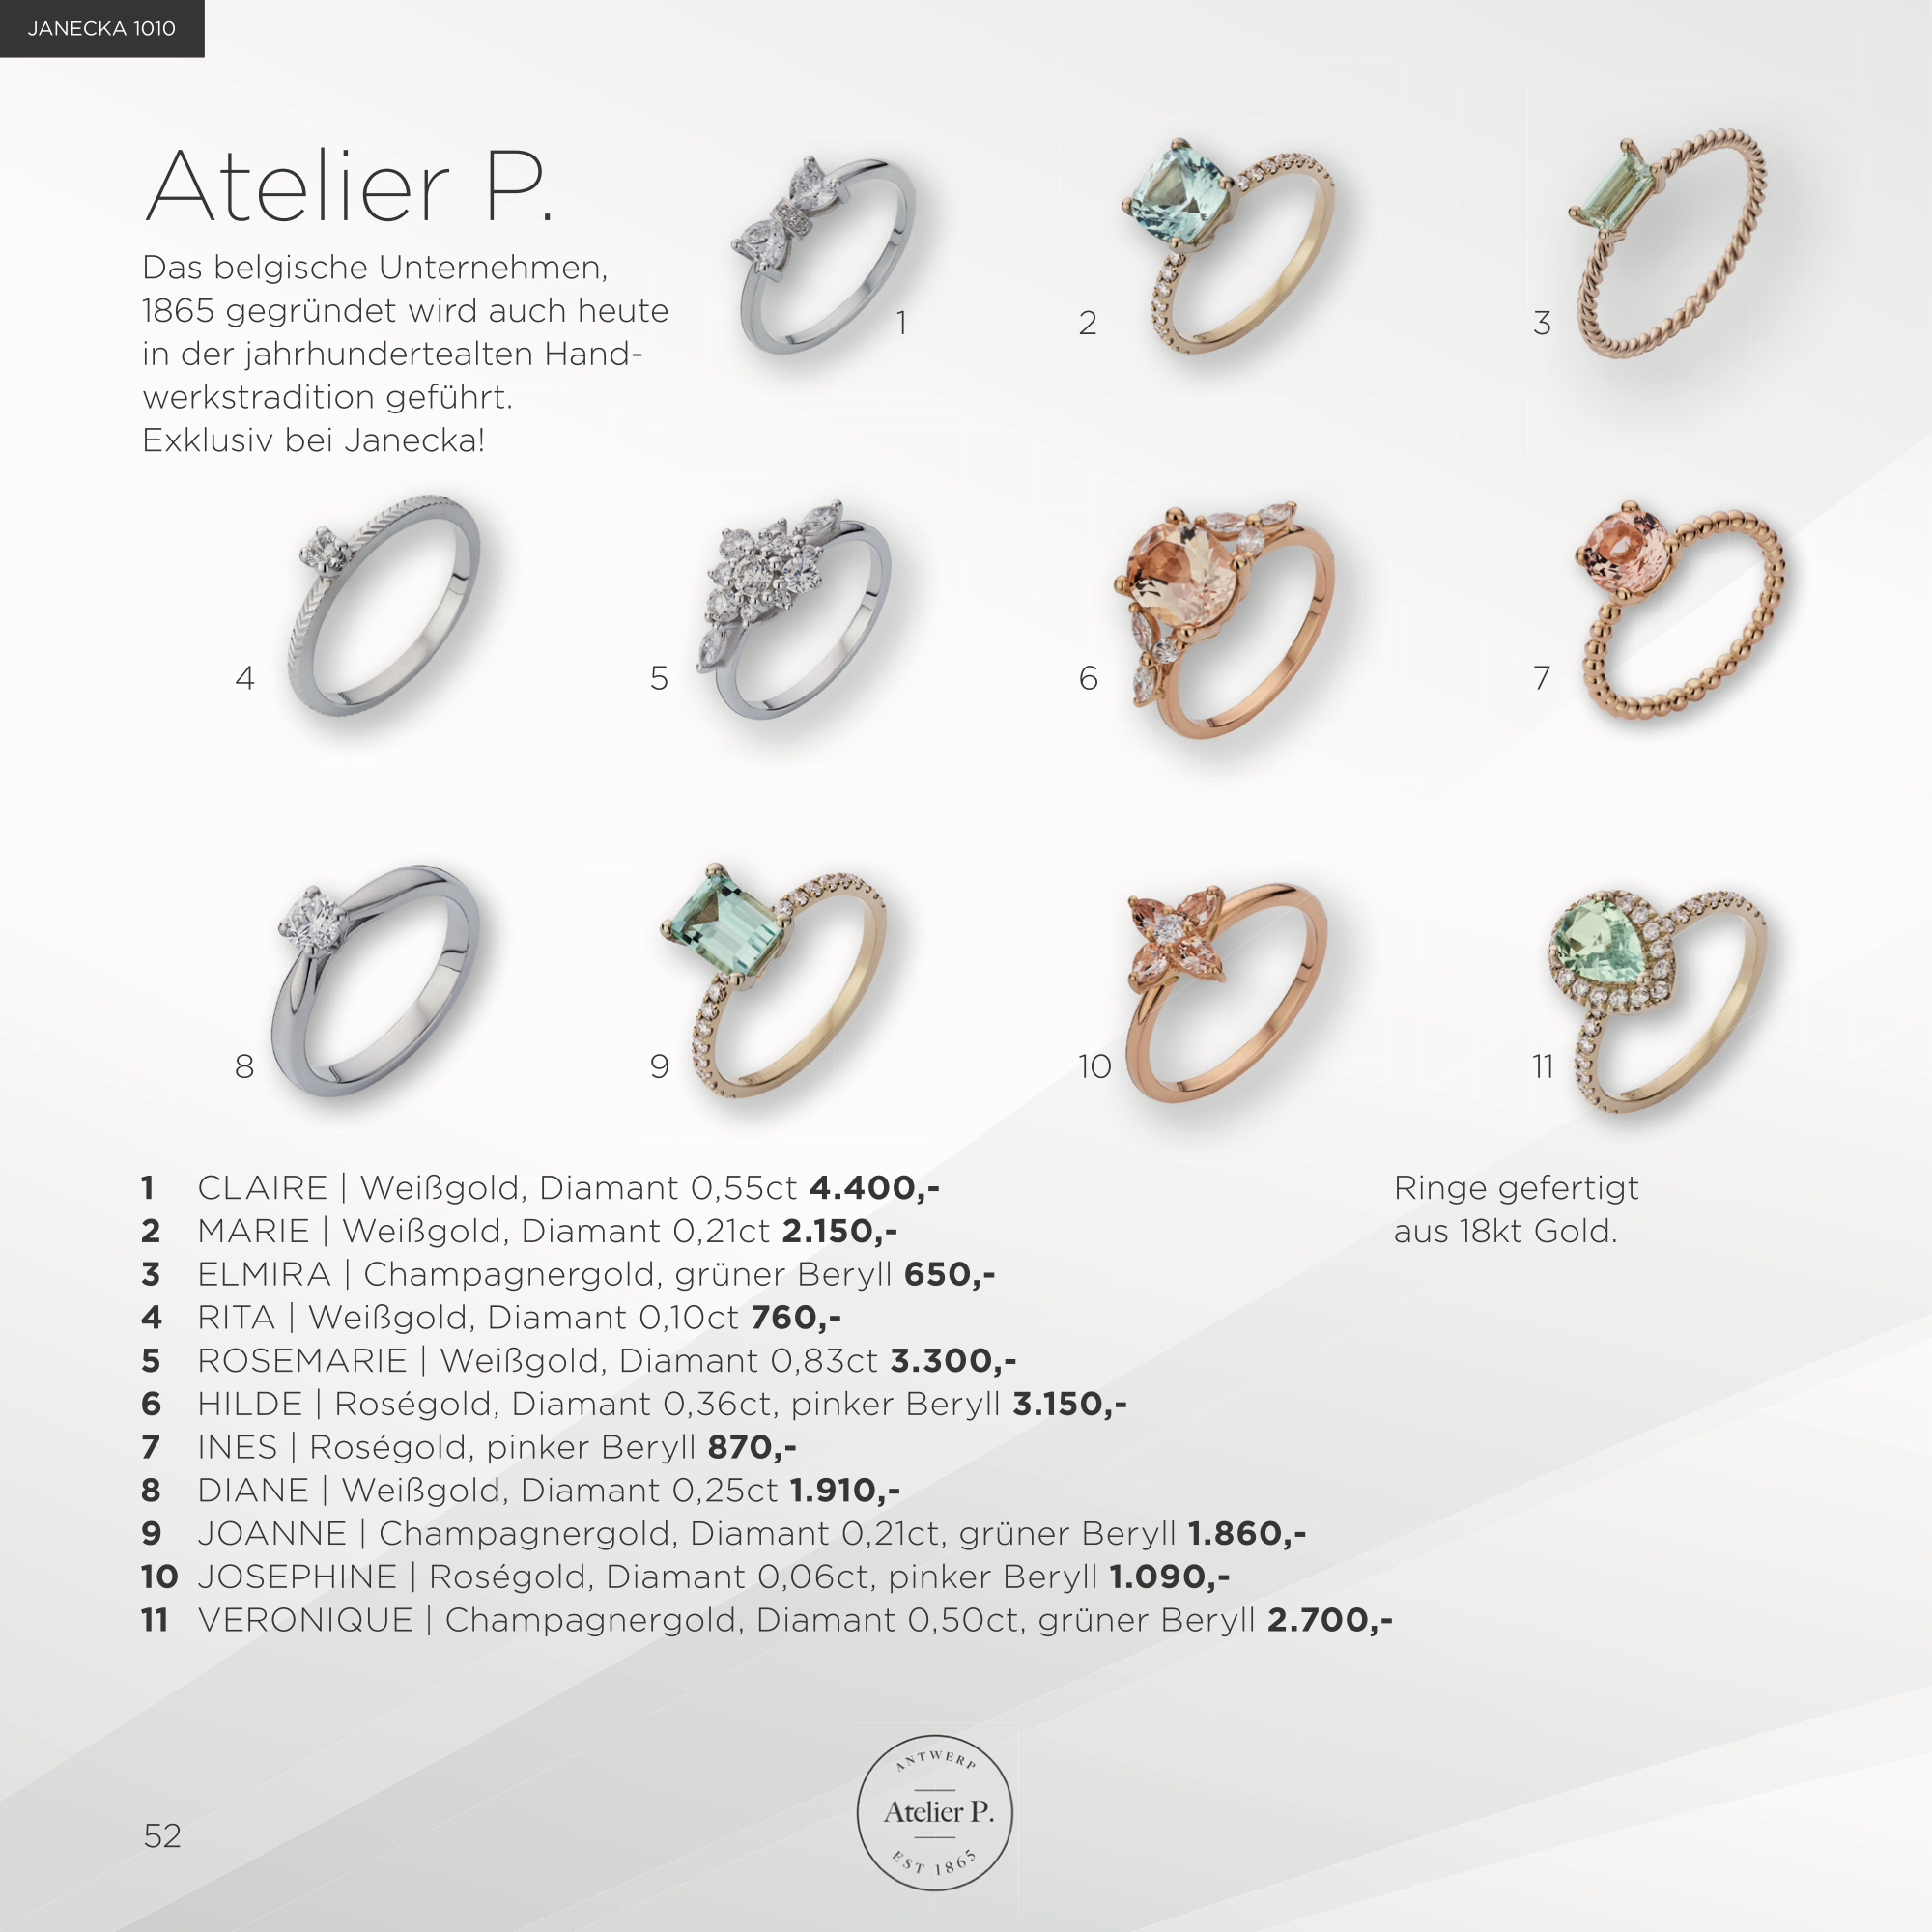 JANECKA 1010
Atelier P.
Das belgische Unternehmen,
1865 gegründet wird auch heute
in der jahrhundertealten Hand-
werkstradition geführt.
Exklusiv bei Janecka!
1
2
3
4
5
6
7
8
9
10
11
1 CLAIRE | Weißgold, Diamant 0,55ct 4.400,-
2 MARIE | Weißgold, Diamant 0,21ct 2.150,-
3 ELMIRA | Champagnergold, grüner Beryll 650,-
4 RITA | Weißgold, Diamant 0,10ct 760,-
5 ROSEMARIE | Weißgold, Diamant 0,83ct 3.300,-
6 HILDE | Roségold, Diamant 0,36ct, pinker Beryll 3.150,-
7 INES | Roségold, pinker Beryll 870,-
8 DIANE | Weißgold, Diamant 0,25ct 1.910,-
9 JOANNE | Champagnergold, Diamant 0,21ct, grüner Beryll 1.860,-
10 JOSEPHINE | Roségold, Diamant 0,06ct, pinker Beryll 1.090,-
11 VERONIQUE | Champagnergold, Diamant 0,50ct, grüner Beryll 2.700,-
Ringe gefertigt
aus 18kt Gold.
ANTWERP
Atelier P.
EST 1865
52